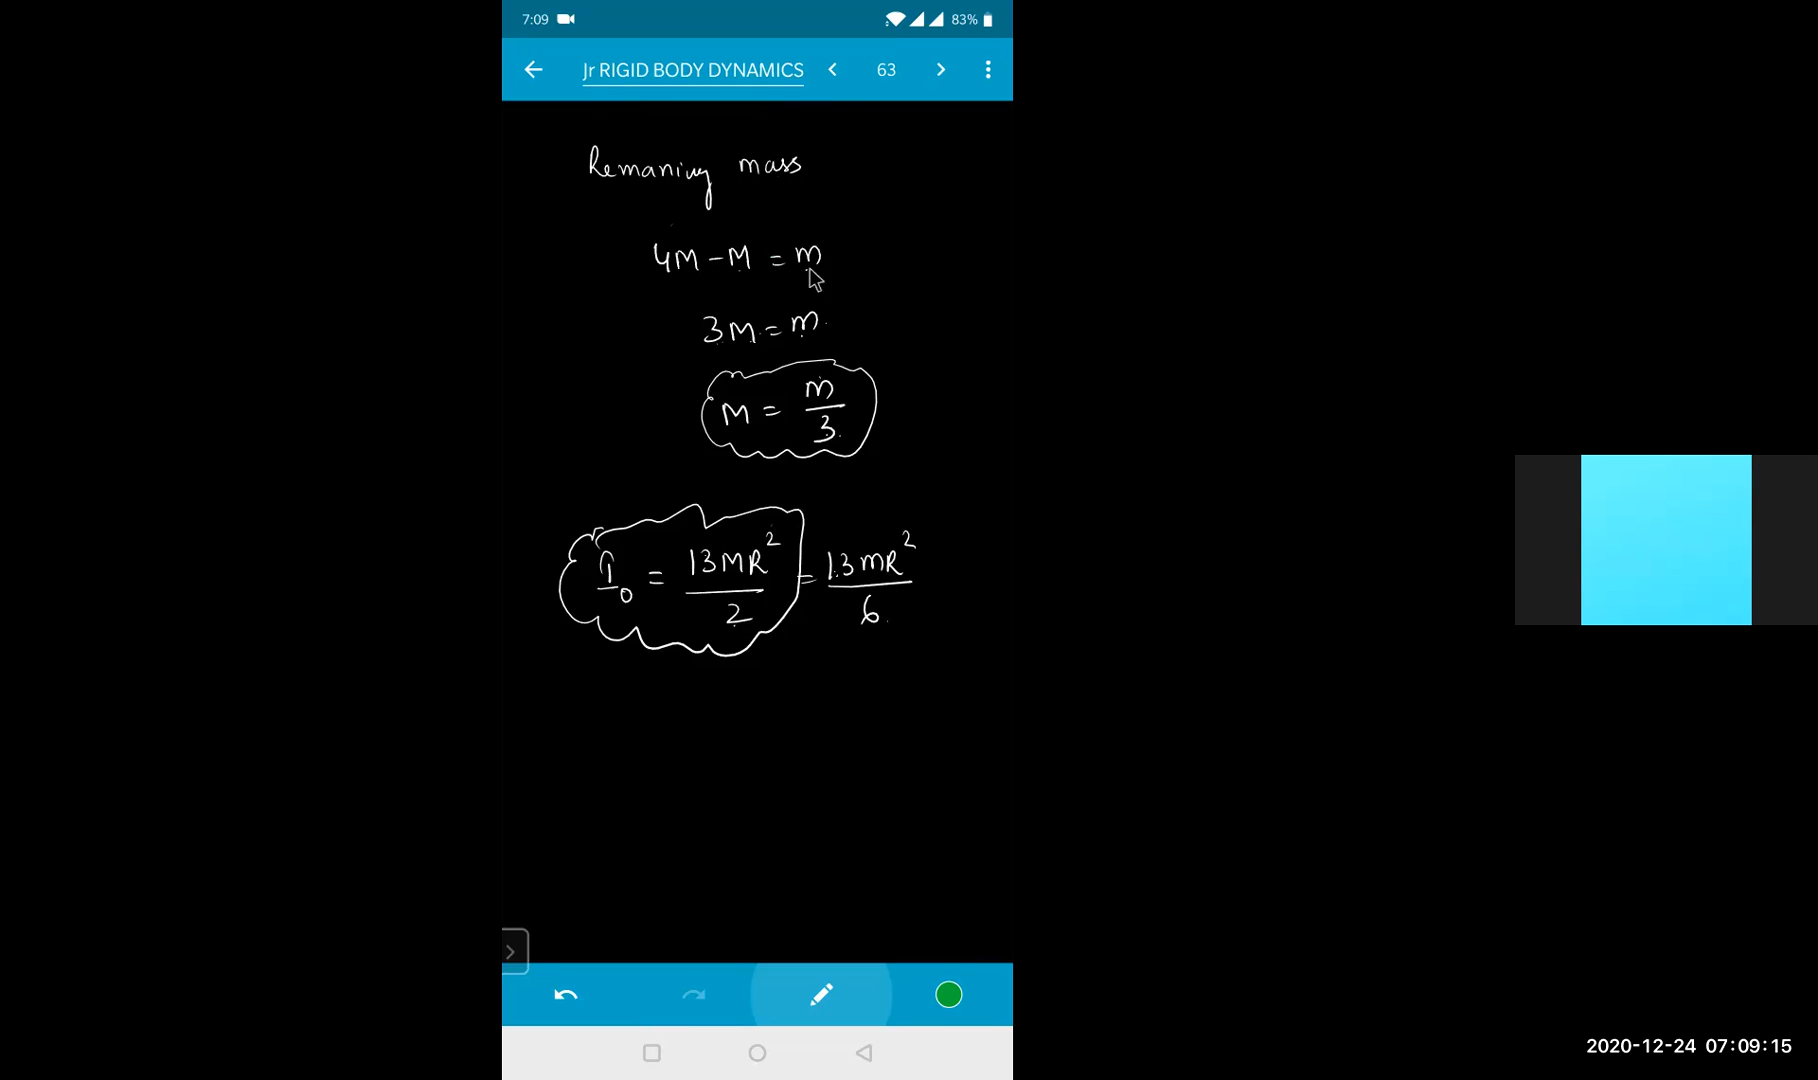 7:09 83%
Jr RIGID BODY DYNAMICS 63
Remaning mass
4M - M = m
3M = m
M = m/3
I₀ = 13MR²/2 = 13mR²/6
2020-12-24 07:09:15